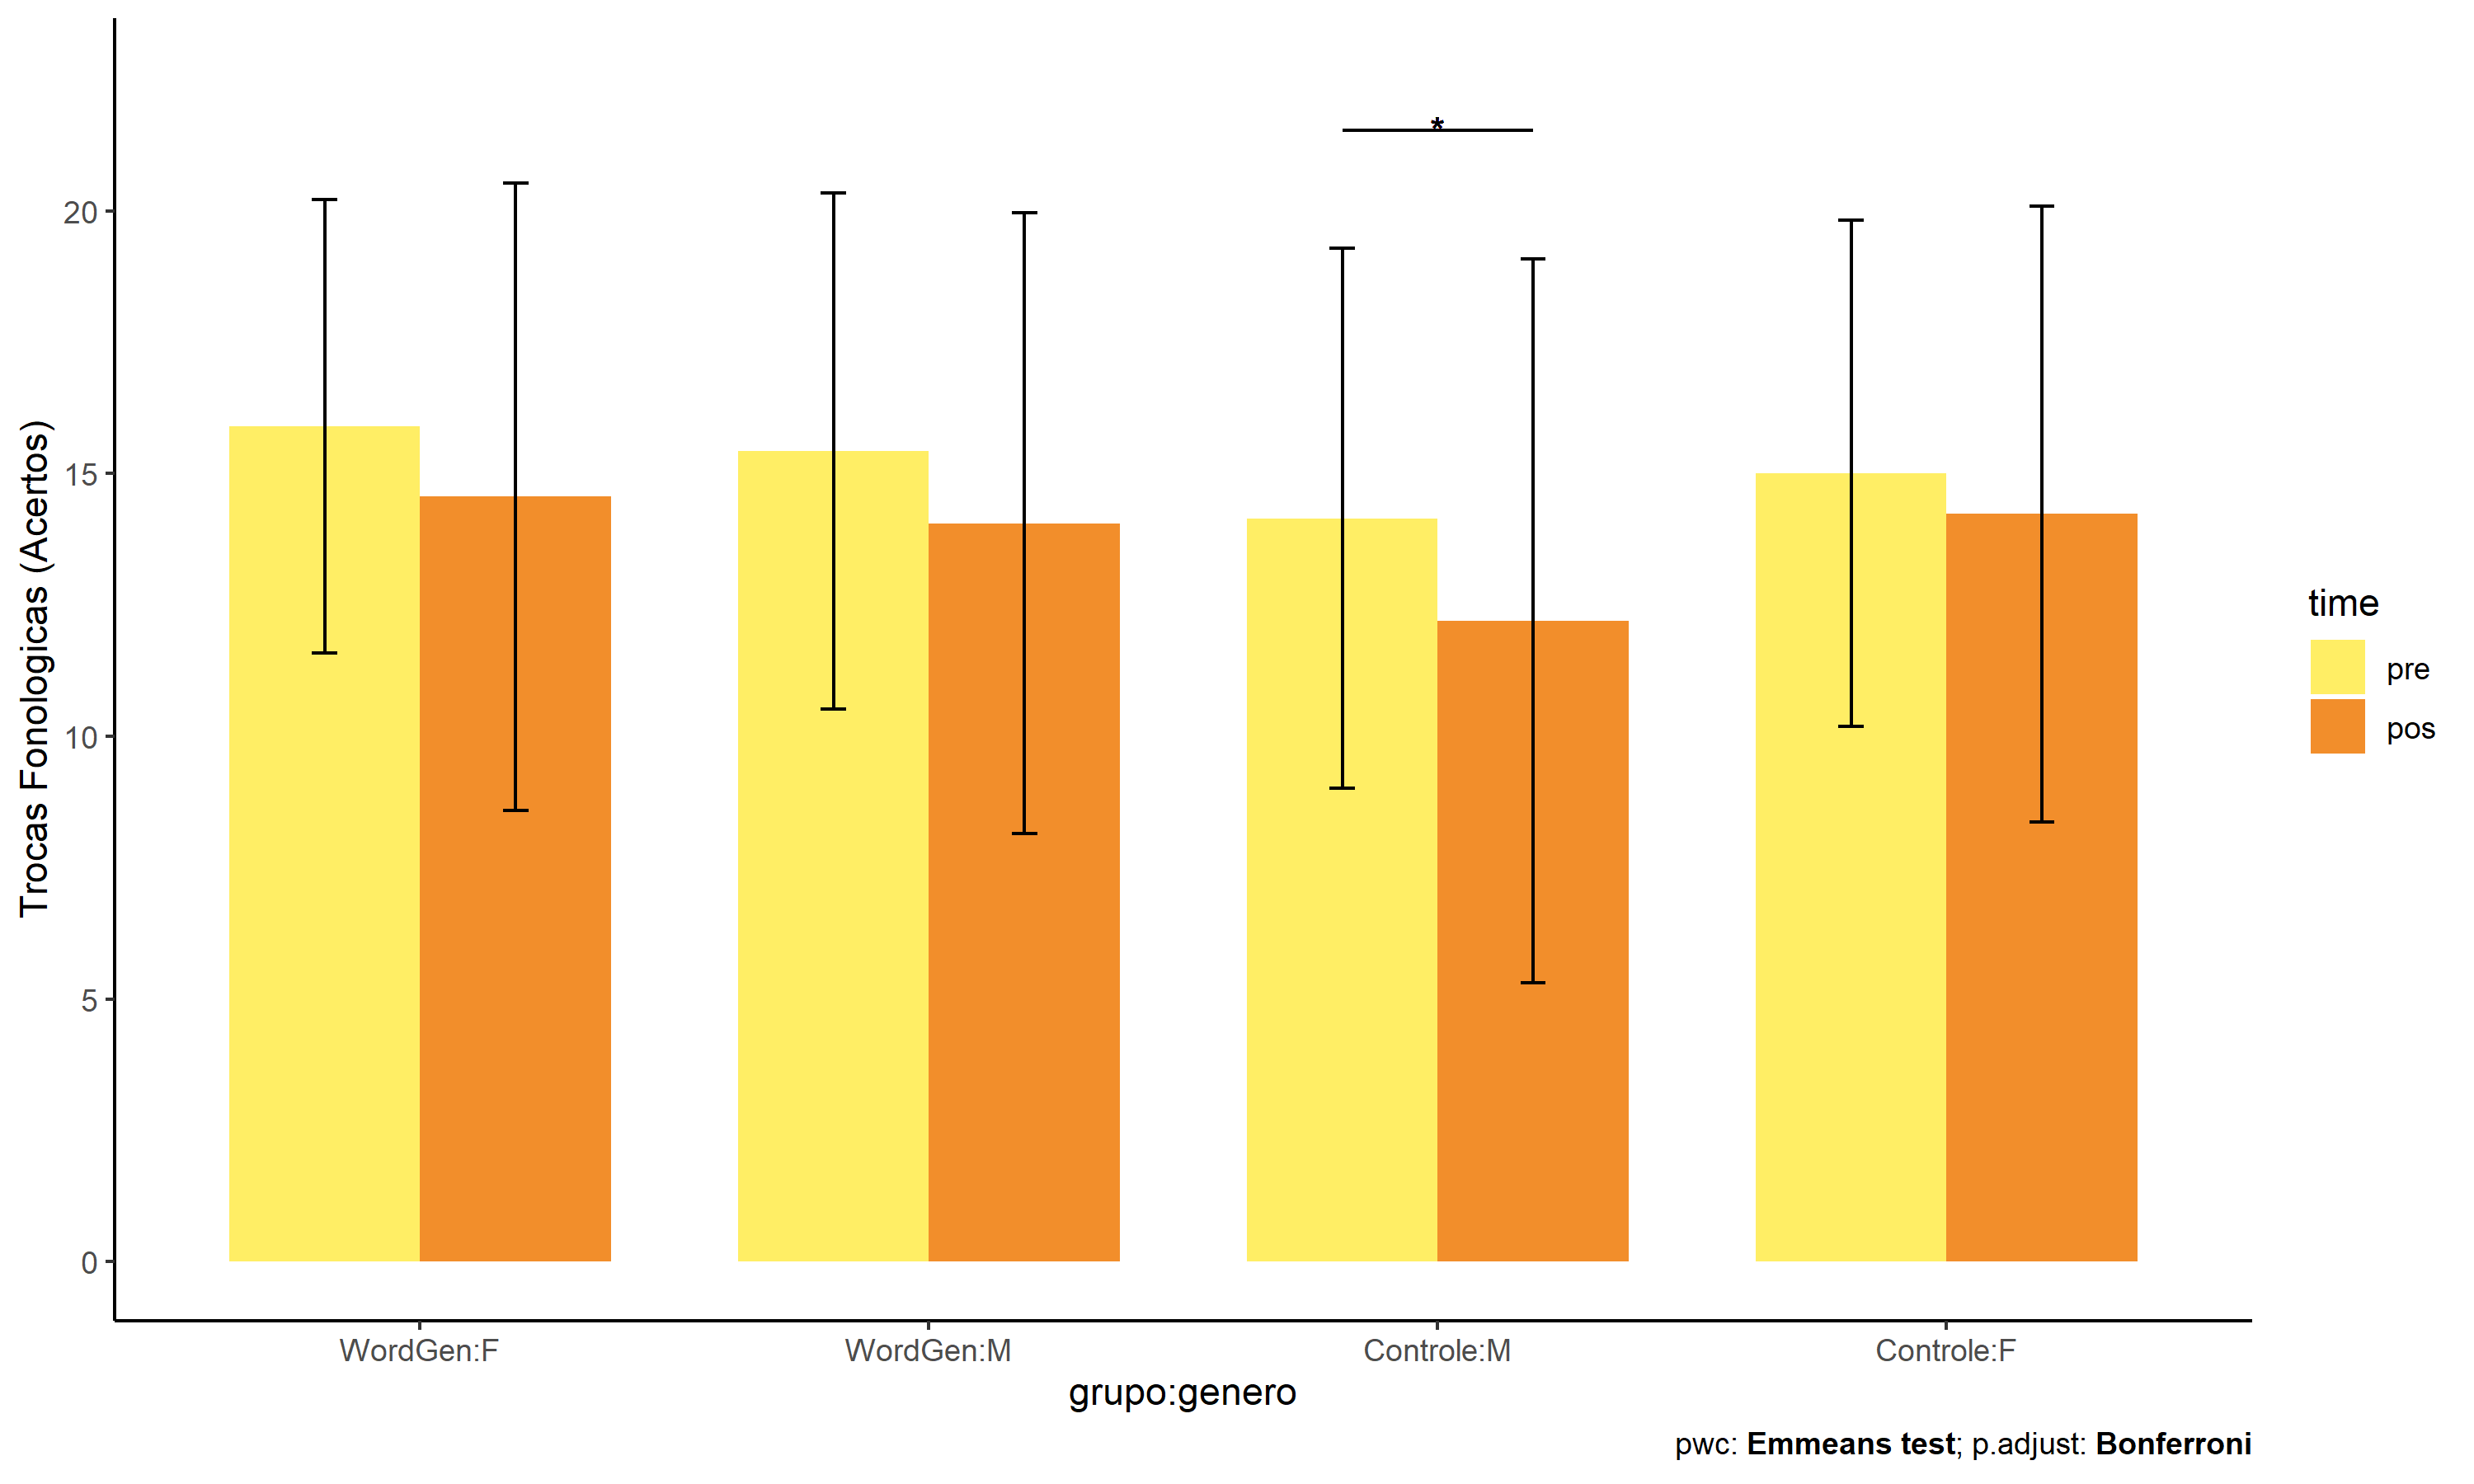 *
20
15
10
5
0
Trocas Fonologicas (Acertos)
WordGen:F
WordGen:M
Controle:M
Controle:F
grupo:genero
time
pre
pos
pwc: Emmeans test; p.adjust: Bonferroni